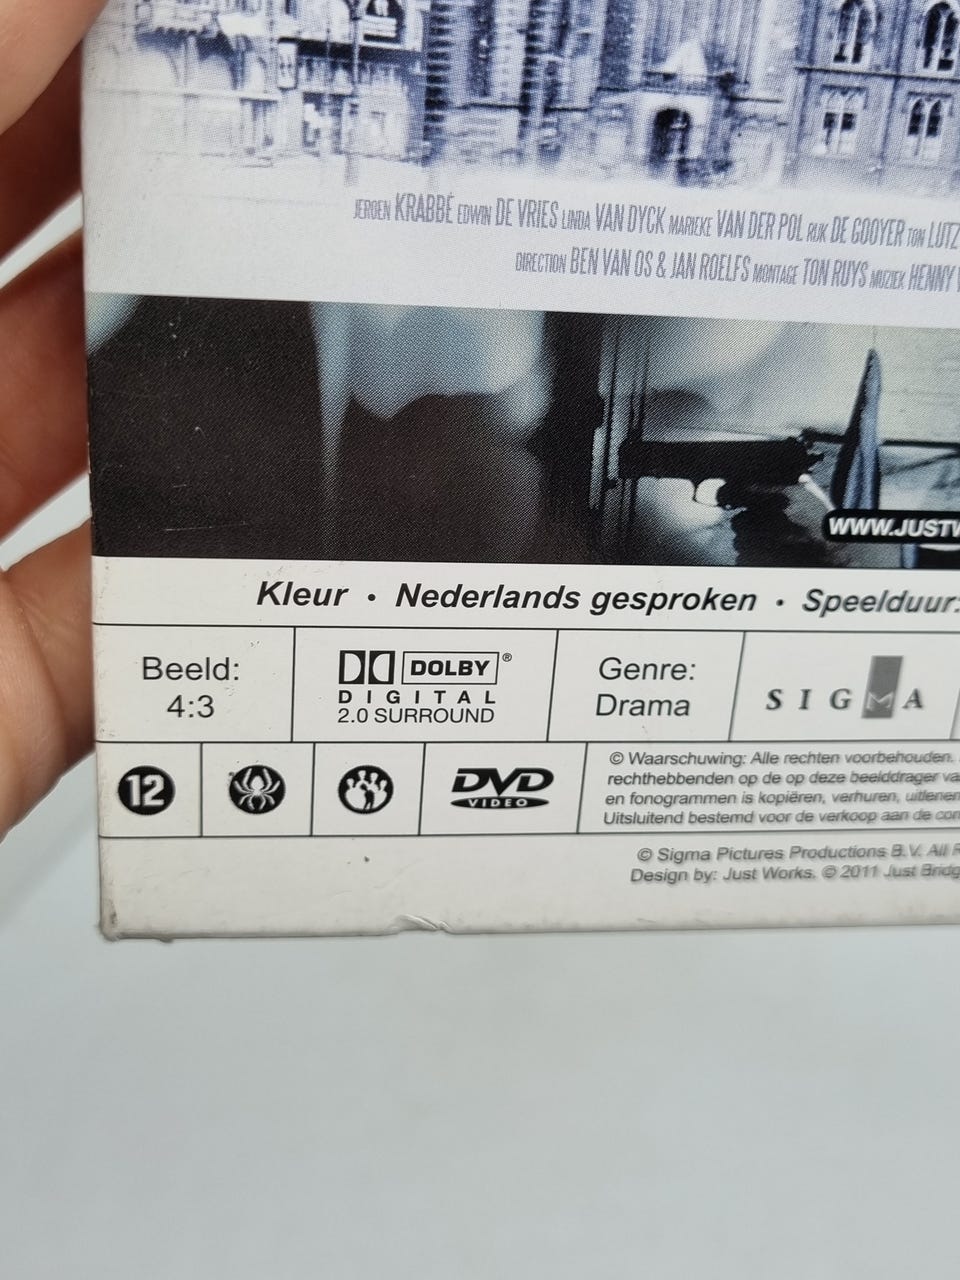 JEROEN KRABBÉ EDWIN DE VRIES LINDA VAN DYCK MARIEKE VAN DER POL RIJK DE GOOYER TON LUTZ
DIRECTION BEN VAN OS & JAN ROELFS MONTAGE TON RUYS MUZIEK HENNY
WWW.JUSTW
Kleur • Nederlands gesproken • Speelduur:
Beeld:
4:3
DOLBY®
DIGITAL
2.0 SURROUND
Genre:
Drama
SIGMA
12
DVD
VIDEO
© Waarschuwing: Alle rechten voorbehouden.
rechthebbenden op de op deze beelddrager va
en fonogrammen is kopiëren, verhuren, uitlenen
Uitsluitend bestemd voor de verkoop aan de con
© Sigma Pictures Productions B.V. All R
Design by: Just Works. © 2011 Just Bridg